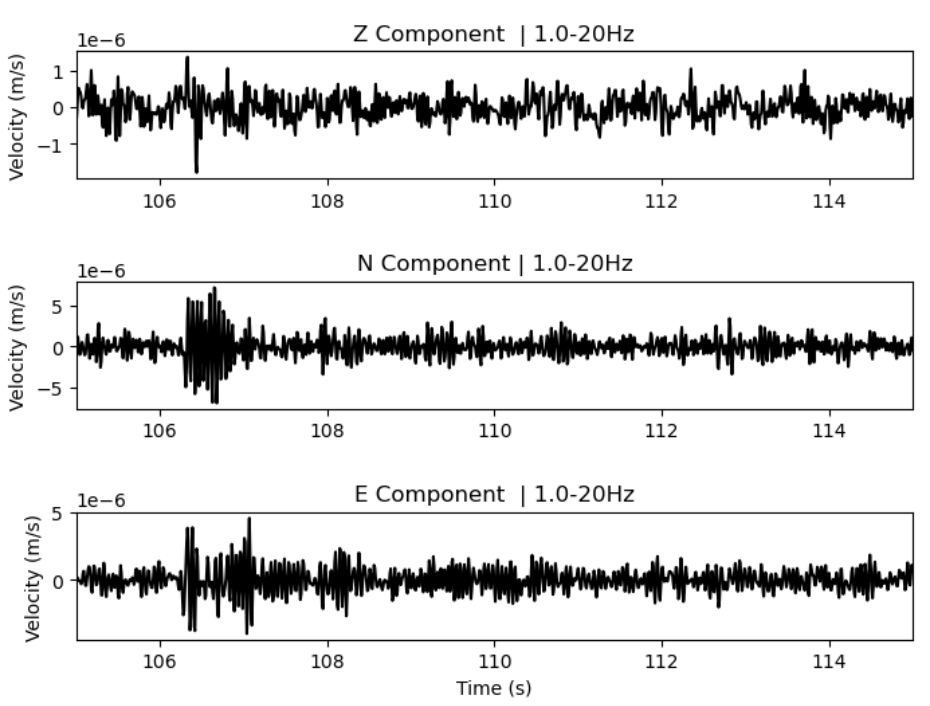 Z Component | 1.0-20Hz
1e−6
Velocity (m/s)
1
0
−1
106 108 110 112 114
N Component | 1.0-20Hz
1e−6
Velocity (m/s)
5
0
−5
106 108 110 112 114
E Component | 1.0-20Hz
1e−6
Velocity (m/s)
5
0
106 108 110 112 114
Time (s)